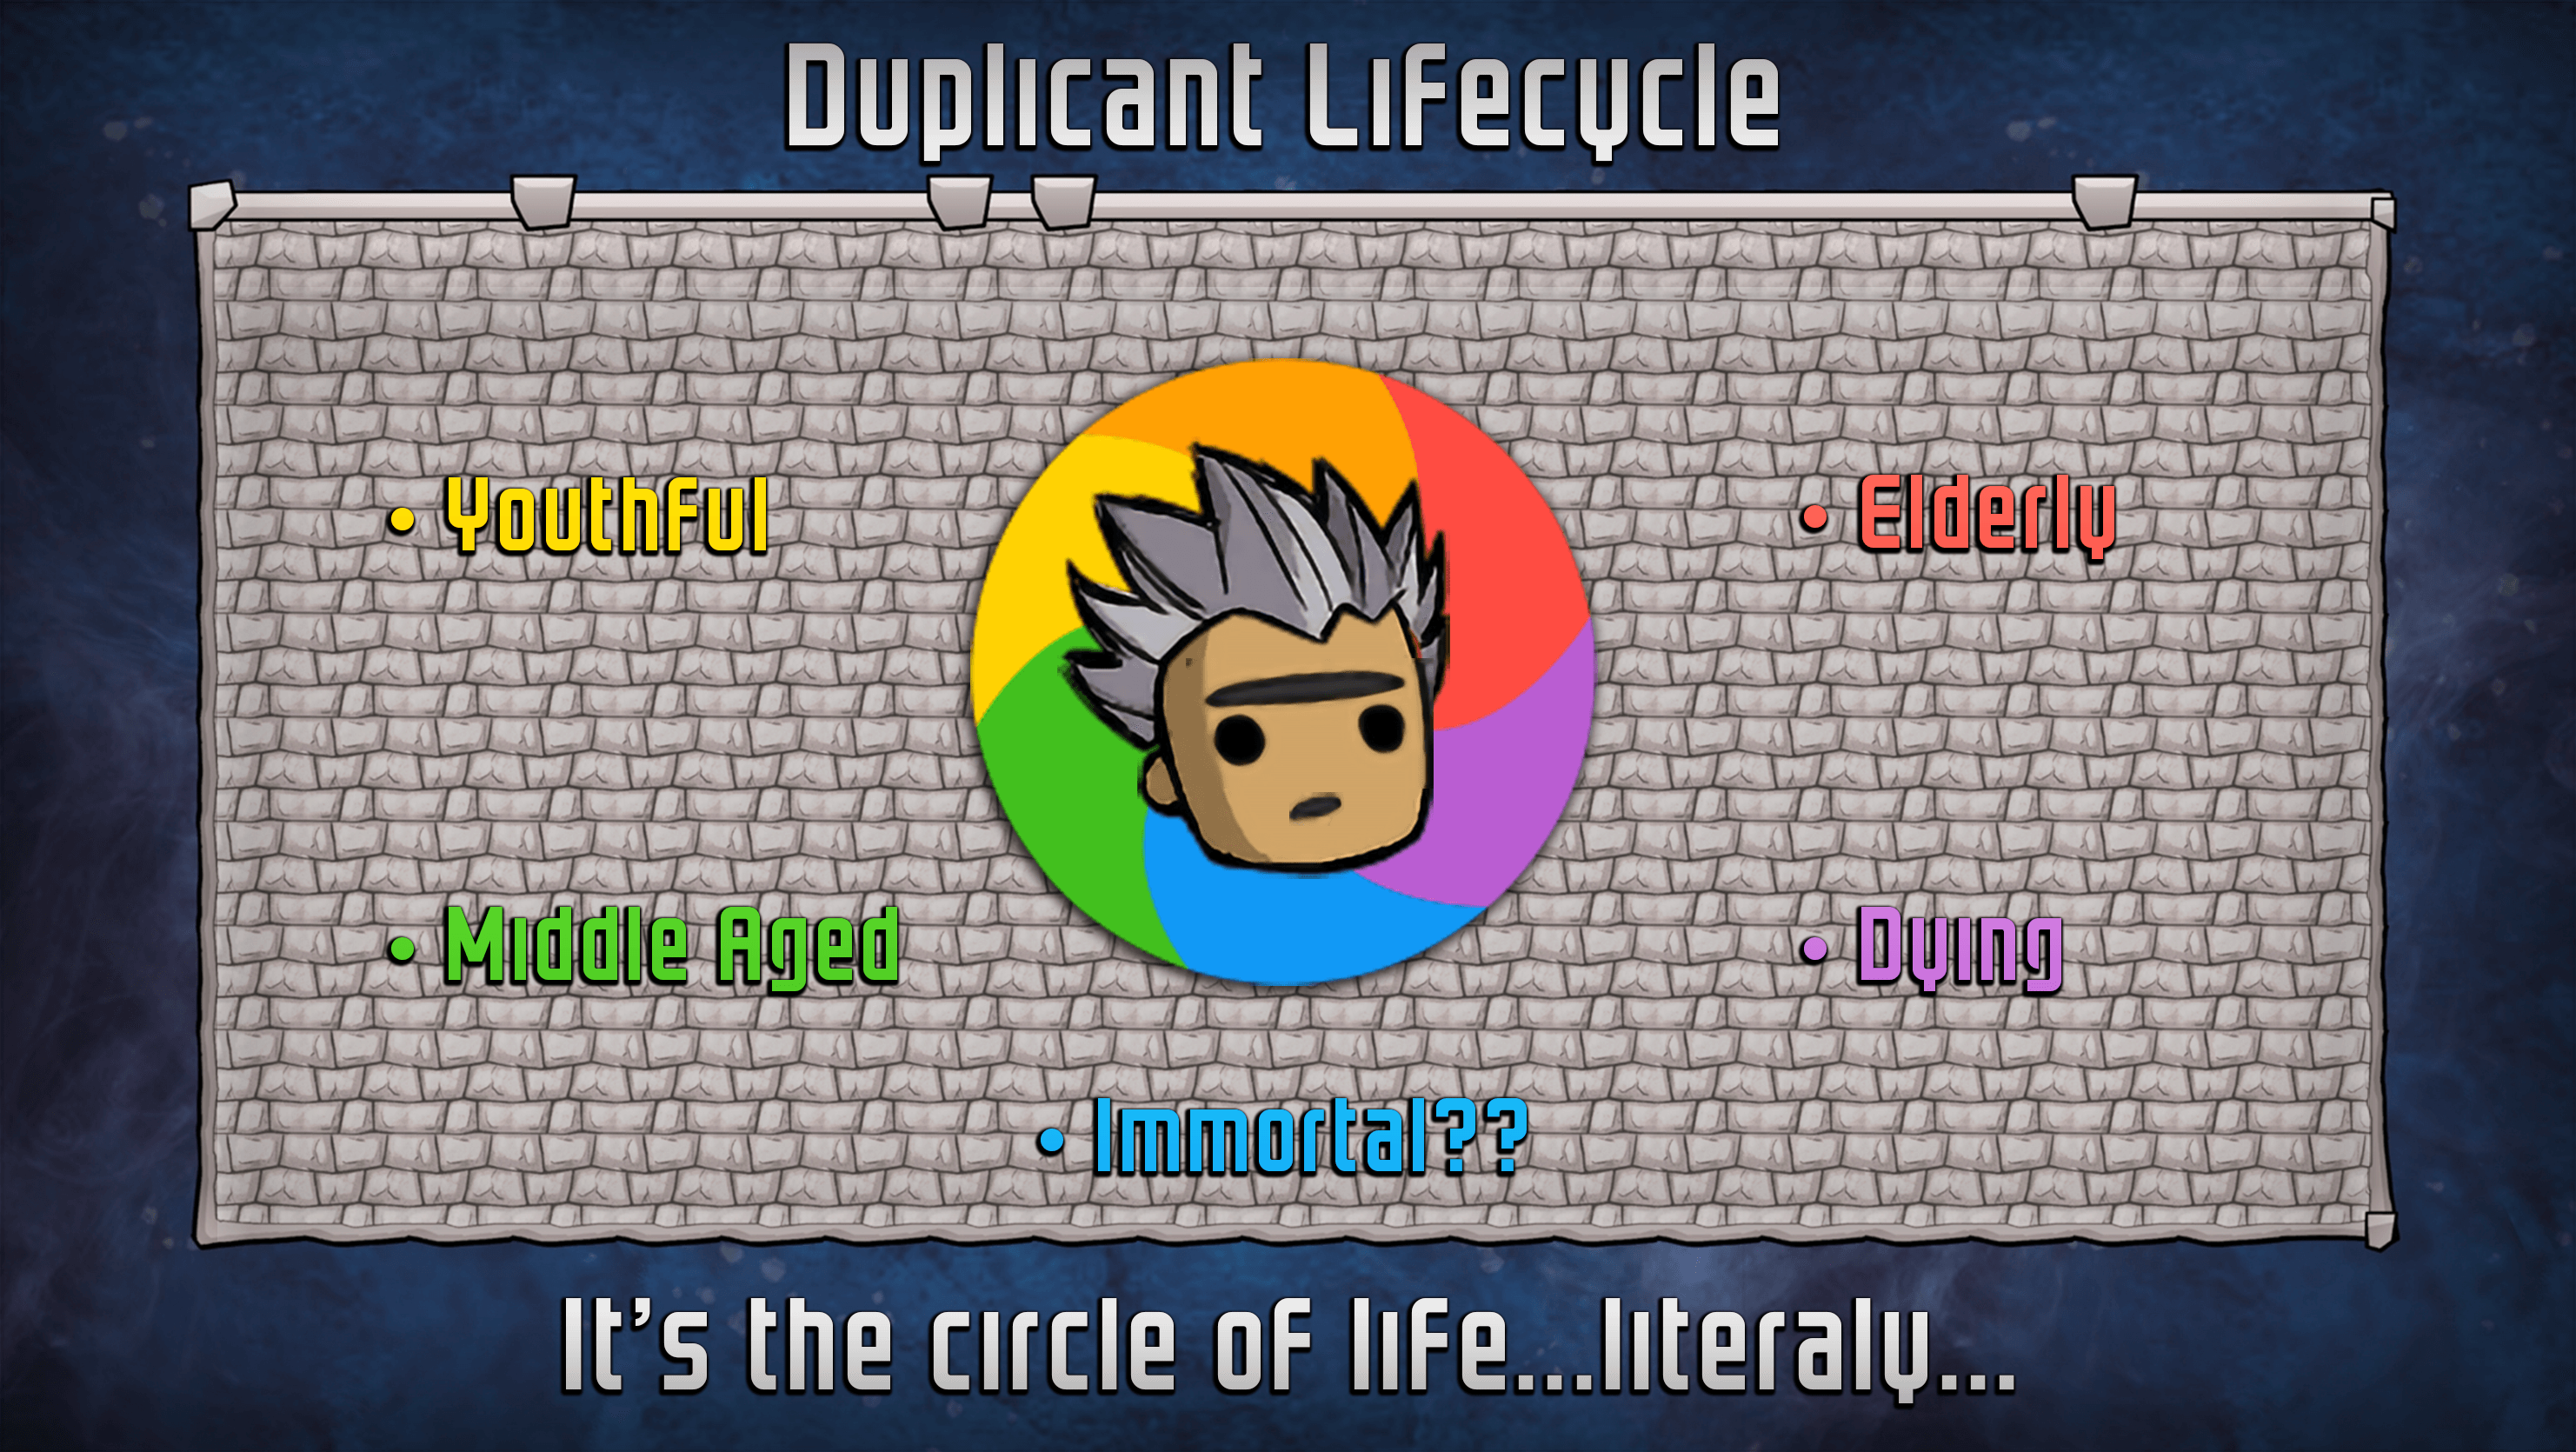 Duplicant Lifecycle
• Youthful
• Elderly
• Middle Aged
• Dying
• Immortal??
It's the circle of life...literaly...